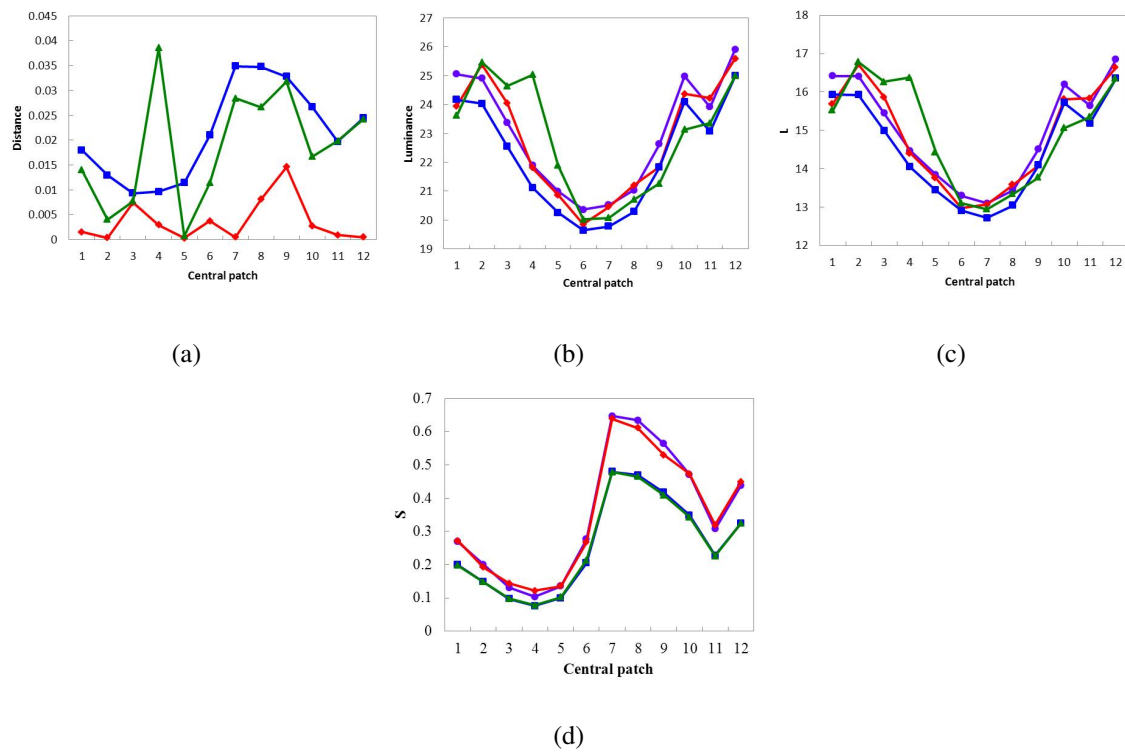 0.045
0.04
0.035
0.03
0.025
0.02
0.015
0.01
0.005
0
Distance
1 2 3 4 5 6 7 8 9 10 11 12
Central patch
(a)
27
26
25
24
23
22
21
20
19
Luminance
1 2 3 4 5 6 7 8 9 10 11 12
Central patch
(b)
17
16
15
14
13
12
L
1 2 3 4 5 6 7 8 9 10 11 12
Central patch
(c)
0.7
0.6
0.5
0.4
0.3
0.2
0.1
0
S
1 2 3 4 5 6 7 8 9 10 11 12
Central patch
(d)